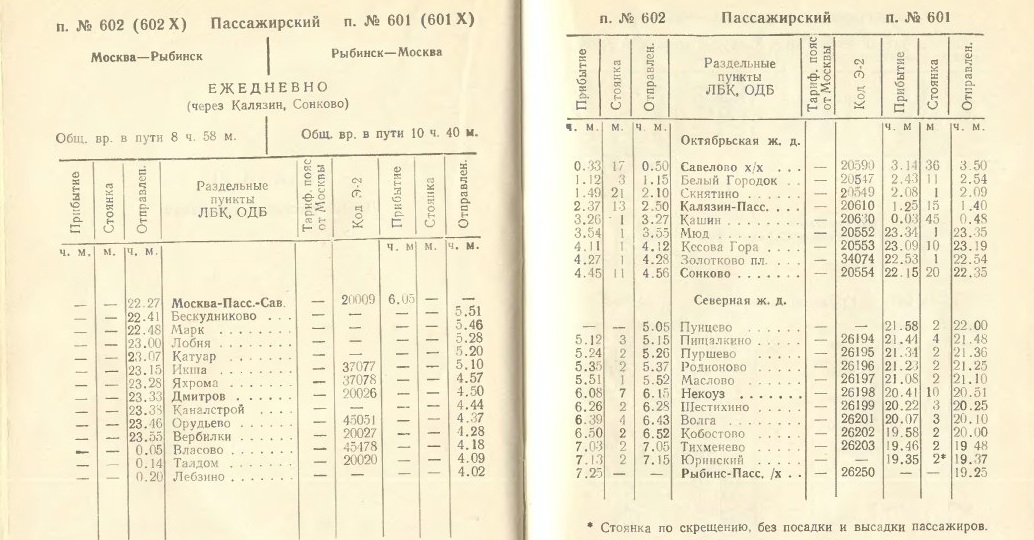 п. № 602 (602 X) Пассажирский п. № 601 (601 X)
Москва—Рыбинск Рыбинск—Москва
ЕЖЕДНЕВНО
(через Калязин, Сонково)
Общ. вр. в пути 8 ч. 58 м. Общ. вр. в пути 10 ч. 40 м.
Прибытие Стоянка Отправлен. Раздельные пункты ЛБК, ОДБ Тариф. пояс от Москвы Код Э-2 Прибытие Стоянка Отправлен.
ч. м. м. ч. м. ч. м м. ч. м.
— — 22.27 Москва-Пасс.-Сав. — 20009 6.05 — —
— — 22.41 Бескудниково . . . — — — — 5.51
— — 22.48 Марк . . . . . . . — — — — 5.46
— — 23.00 Лобня . . . . . . — — — — 5.28
— — 23.07 Катуар . . . . . . — — — — 5.20
— — 23.15 Икша . . . . . . . — 37077 — — 5.10
— — 23.28 Яхрома . . . . . . — 37078 — — 4.57
— — 23.33 Дмитров . . . . . — 20026 — — 4.50
— — 23.38 Каналстрой . . . . — — — — 4.44
— — 23.46 Орудьево . . . . . — 45051 — — 4.37
— — 23.55 Вербилки . . . . . — 20027 — — 4.28
— — 0.05 Власово . . . . . . — 45478 — — 4.18
— — 0.14 Талдом . . . . . . — 20020 — — 4.09
— — 0.20 Лебзино . . . . . . — — — — 4.02
п. № 602 Пассажирский п. № 601
Прибытие Стоянка Отправлен. Раздельные пункты ЛБК, ОДБ Тариф. пояс от Москвы Код Э-2 Прибытие Стоянка Отправлен.
ч. м. м. ч. м. ч. м м ч. м.
Октябрьская ж. д.
0.33 17 0.50 Савелово х/х . . . — 20590 3.14 36 3.50
1.12 3 1.15 Белый Городок . . — 20547 2.43 11 2.54
1.49 21 2.10 Скнятино . . . . . — 20549 2.08 1 2.09
2.37 13 2.50 Калязин-Пасс. . . . — 20610 1.25 15 1.40
3.26 1 3.27 Кашин . . . . . . . — 20630 0.03 45 0.48
3.54 1 3.55 Мюд . . . . . . . . — 20552 23.34 1 23.35
4.11 1 4.12 Кесова Гора . . . . — 20553 23.09 10 23.19
4.27 1 4.28 Золотково пл. . . . — 34074 22.53 1 22.54
4.45 11 4.56 Сонково . . . . . . . — 20554 22.15 20 22.35
Северная ж. д.
— — 5.05 Пунцево . . . . . . — — 21.58 2 22.00
5.12 3 5.15 Пищалкино . . . . . — 26194 21.44 4 21.48
5.24 2 5.26 Пуршево . . . . . — 26195 21.34 2 21.36
5.35 2 5.37 Родионово . . . . . — 26196 21.23 2 21.25
5.51 1 5.52 Маслово . . . . . — 26197 21.08 2 21.10
6.08 7 6.15 Некоуз . . . . . . . — 26198 20.41 10 20.51
6.26 2 6.28 Шестихино . . . . — 26199 20.22 3 20.25
6.39 4 6.43 Волга . . . . . . . — 26201 20.07 3 20.10
6.50 2 6.52 Кобостово . . . . . — 26202 19.58 2 20.00
7.03 2 7.05 Тихменево . . . . . — 26203 19.46 2 19 48
7.13 2 7.15 Юринский . . . . . — — 19.35 2* 19.37
7.25 — — Рыбинс-Пасс. /х . . — 26250 — — 19.25
* Стоянка по скрещению, без посадки и высадки пассажиров.